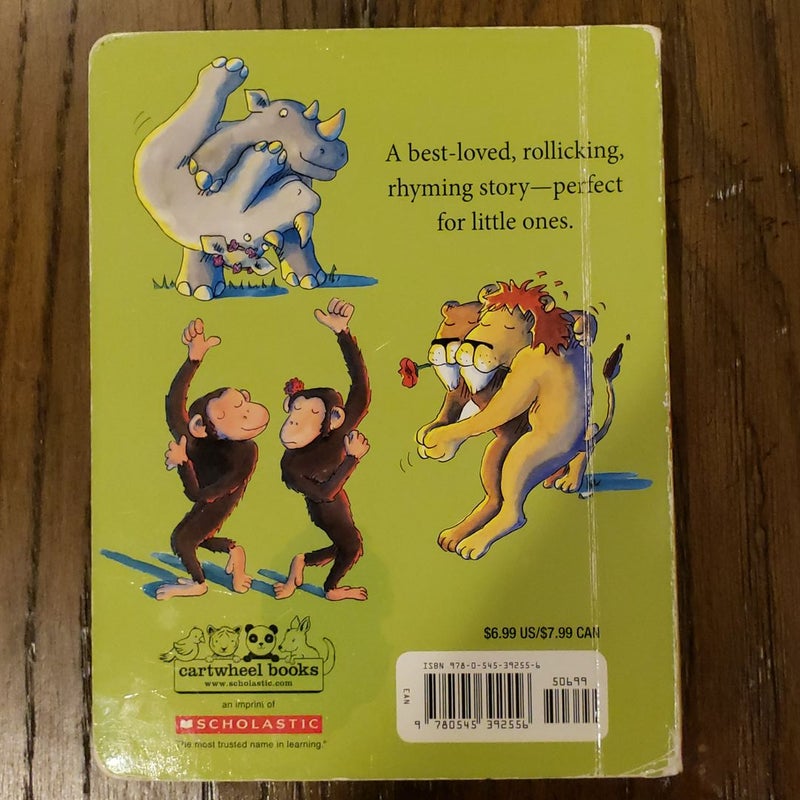 A best-loved, rollicking,
rhyming story—perfect
for little ones.
$6.99 US/$7.99 CAN
cartwheel books
www.scholastic.com
an imprint of
SCHOLASTIC
"The most trusted name in learning."
ISBN 978-0-545-39255-6
50699
EAN
9 780545 392556